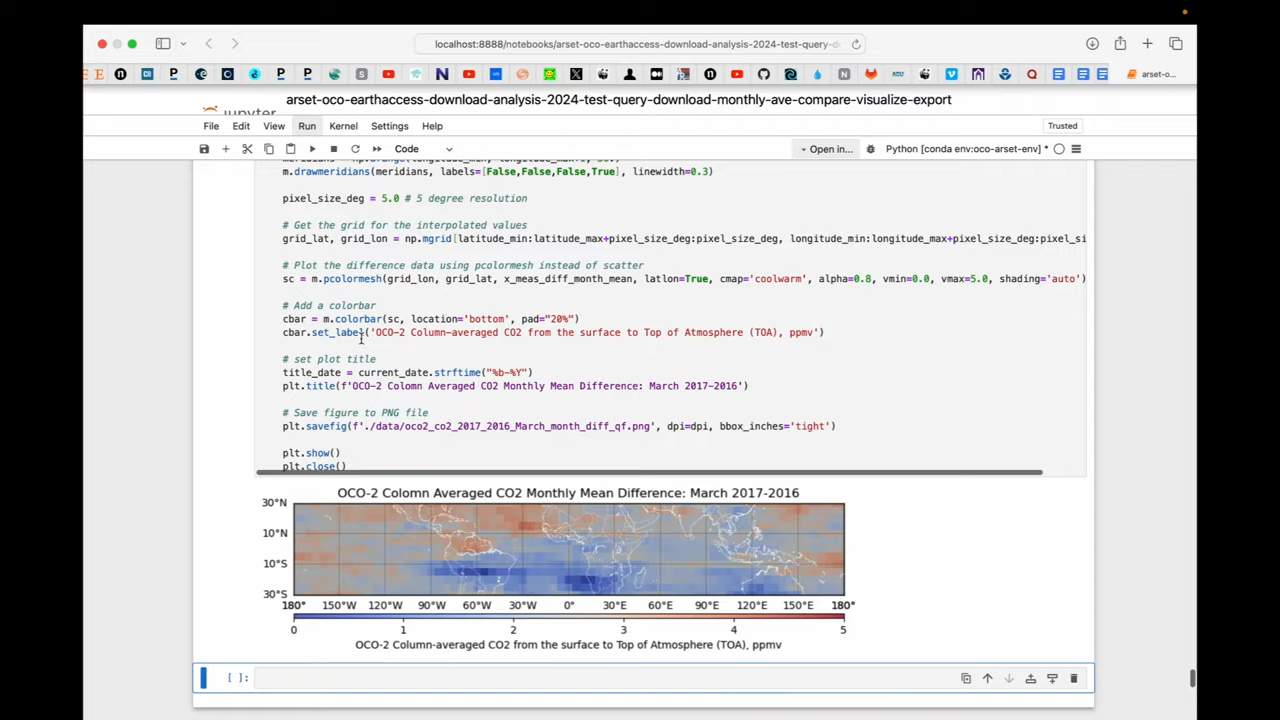 localhost:8888/notebooks/arset-oco-earthaccess-download-analysis-2024-test-query-d
arset-o...
jupyter
arset-oco-earthaccess-download-analysis-2024-test-query-download-monthly-ave-compare-visualize-export
File Edit View Run Kernel Settings Help
Trusted
Code
Open in...
Python [conda env:oco-arset-env] *
meridians = np.arange(longitude_min, longitude_max+1, 30.)
m.drawmeridians(meridians, labels=[False,False,False,True], linewidth=0.3)
pixel_size_deg = 5.0 # 5 degree resolution
# Get the grid for the interpolated values
grid_lat, grid_lon = np.mgrid[latitude_min:latitude_max+pixel_size_deg:pixel_size_deg, longitude_min:longitude_max+pixel_size_deg:pixel_si
# Plot the difference data using pcolormesh instead of scatter
sc = m.pcolormesh(grid_lon, grid_lat, x_meas_diff_month_mean, latlon=True, cmap='coolwarm', alpha=0.8, vmin=0.0, vmax=5.0, shading='auto')
# Add a colorbar
cbar = m.colorbar(sc, location='bottom', pad="20%")
cbar.set_label('OCO-2 Column-averaged CO2 from the surface to Top of Atmosphere (TOA), ppmv')
# set plot title
title_date = current_date.strftime("%b-%Y")
plt.title(f'OCO-2 Colomn Averaged CO2 Monthly Mean Difference: March 2017-2016')
# Save figure to PNG file
plt.savefig(f'./data/oco2_co2_2017_2016_March_month_diff_qf.png', dpi=dpi, bbox_inches='tight')
plt.show()
plt.close()
OCO-2 Colomn Averaged CO2 Monthly Mean Difference: March 2017-2016
30°N
10°N
10°S
30°S
180° 150°W 120°W 90°W 60°W 30°W 0° 30°E 60°E 90°E 120°E 150°E 180°
0 1 2 3 4 5
OCO-2 Column-averaged CO2 from the surface to Top of Atmosphere (TOA), ppmv
[ ]: